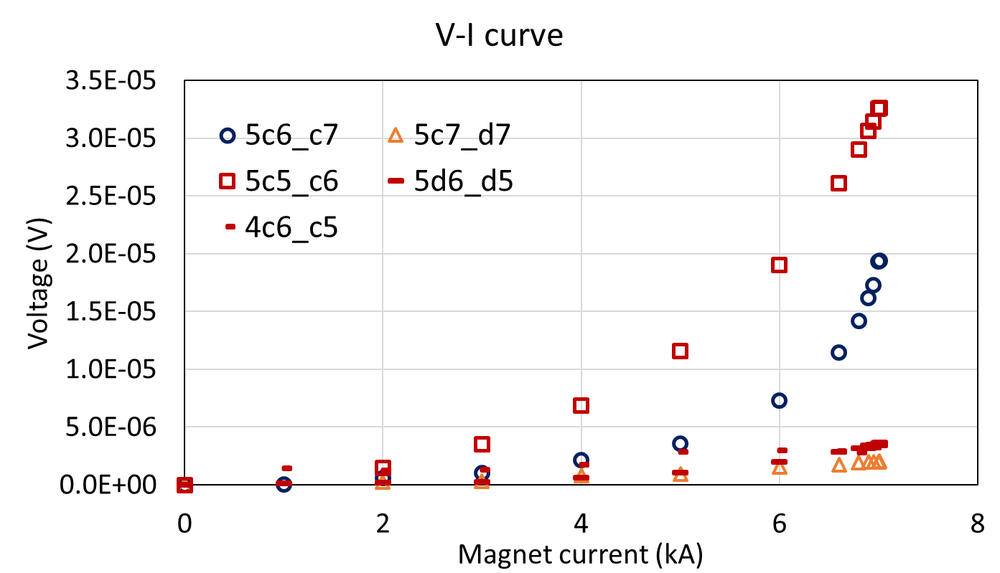 V-I curve
3.5E-05
3.0E-05
2.5E-05
2.0E-05
1.5E-05
1.0E-05
5.0E-06
0.0E+00
Voltage (V)
5c6_c7 5c7_d7
5c5_c6 5d6_d5
4c6_c5
0 2 4 6 8
Magnet current (kA)